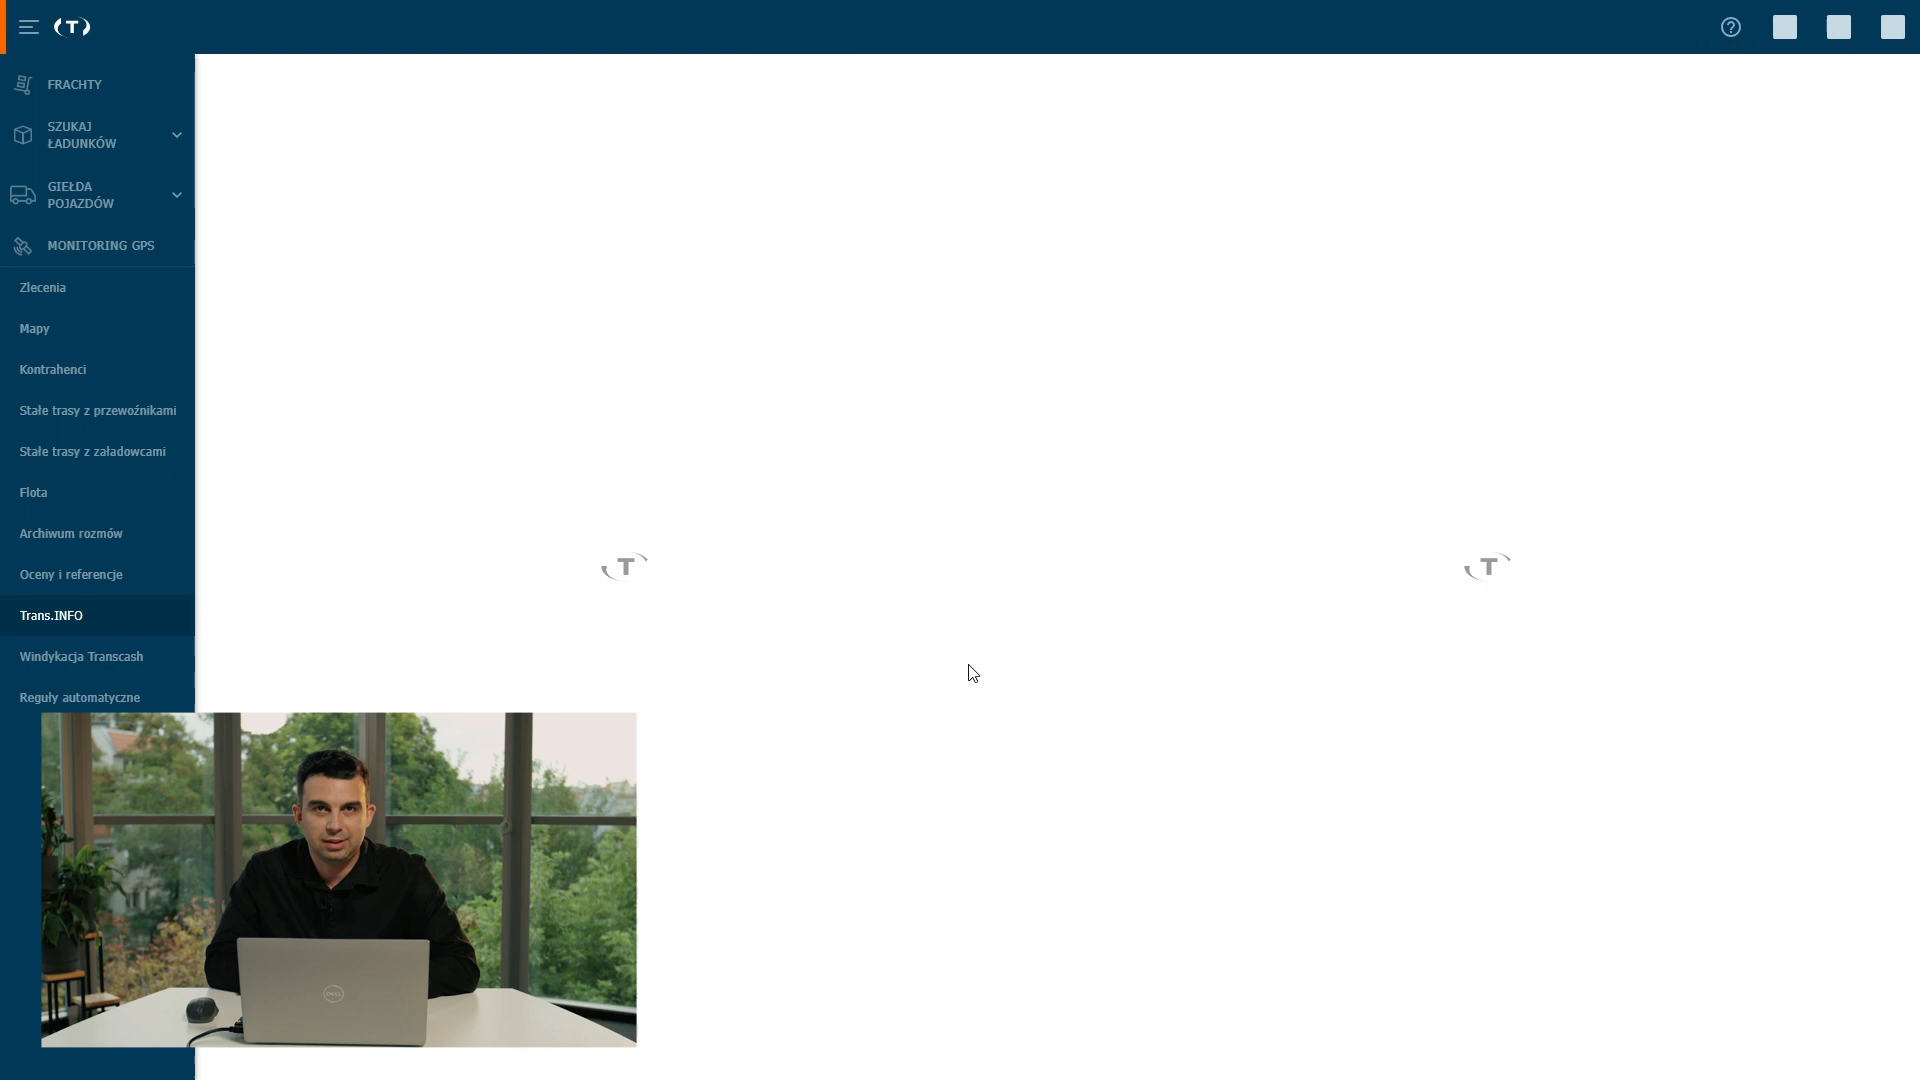 T
FRACHTY
SZUKAJ
ŁADUNKÓW
GIEŁDA
POJAZDÓW
MONITORING GPS
Zlecenia
Mapy
Kontrahenci
Stałe trasy z przewoźnikami
Stałe trasy z załadowcami
Flota
Archiwum rozmów
Oceny i referencje
Trans.INFO
Windykacja Transcash
Reguły automatyczne
T
T
DELL